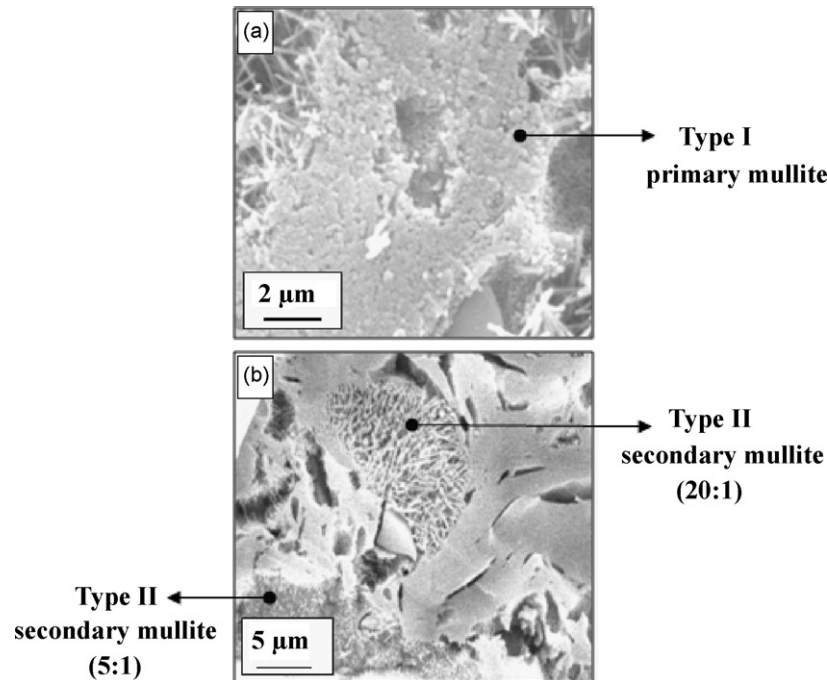 (a)
Type I
primary mullite
2 µm
(b)
Type II
secondary mullite
(20:1)
Type II
secondary mullite
(5:1)
5 µm